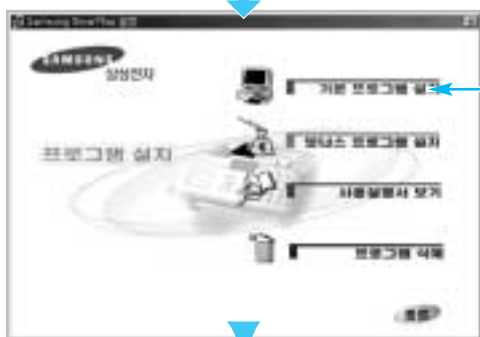 SAMSUNG
삼성전자
프로그램 설치
기본 프로그램 설치
보너스 프로그램 설치
사용설명서 보기
프로그램 삭제
종료